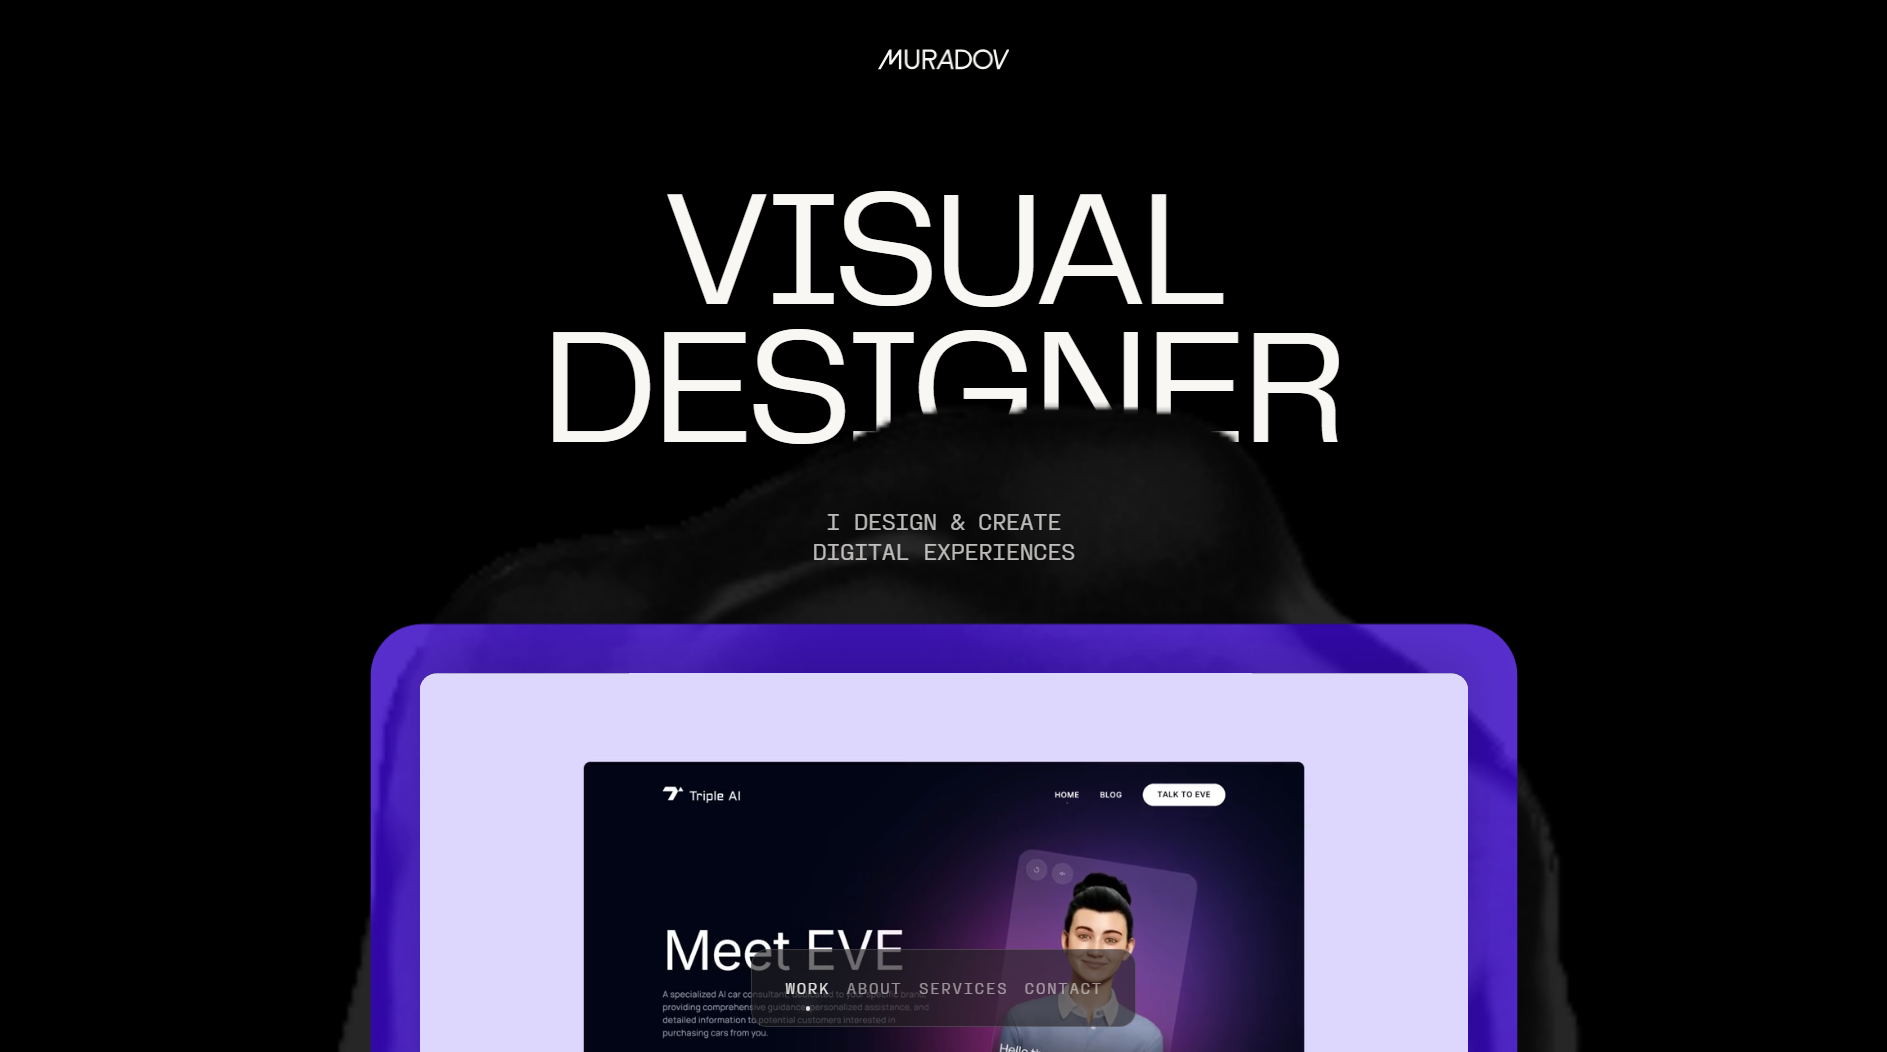 MURADOV
VISUAL
DESIGNER
I DESIGN & CREATE
DIGITAL EXPERIENCES
Triple AI
HOME BLOG TALK TO EVE
Meet EVE
A specialized AI car consultant, dedicated to your specific brand,
providing comprehensive guidance, personalized assistance, and
detailed information to potential customers interested in
purchasing cars from you.
WORK ABOUT SERVICES CONTACT
Hello